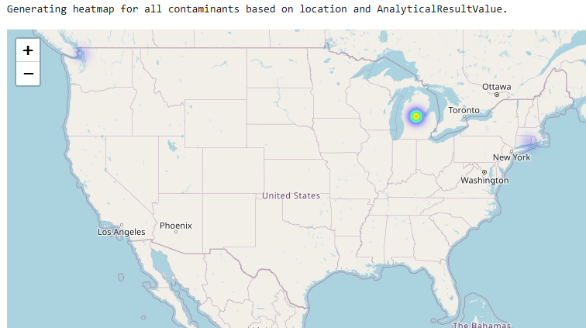 Generating heatmap for all contaminants based on location and AnalyticalResultValue.
+
−
Ottawa
Toronto
New York
Washington
United States
Phoenix
Los Angeles
The Bahamas